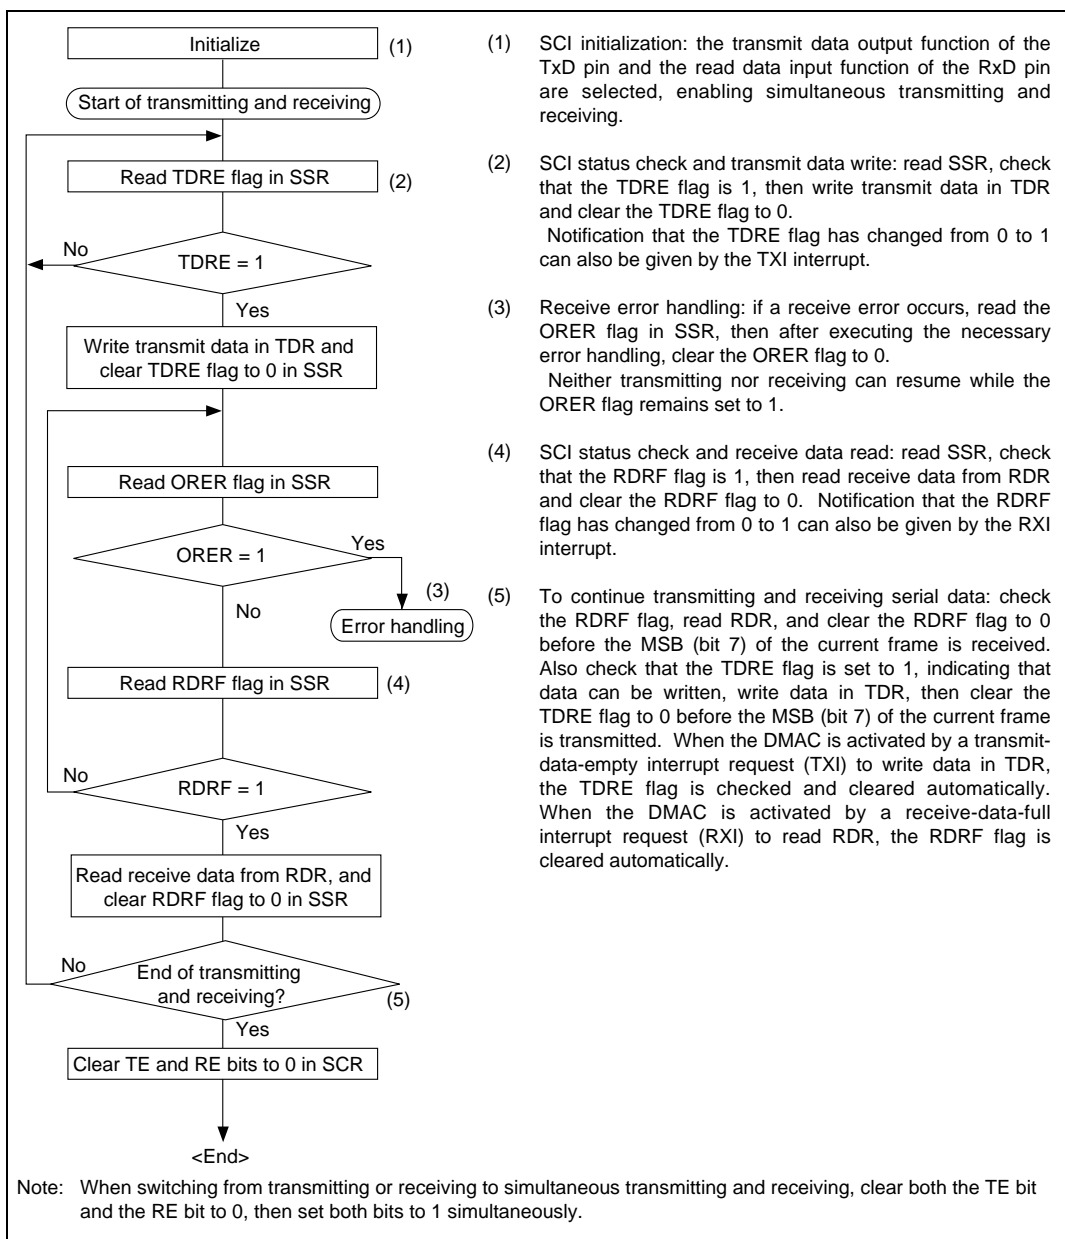 Initialize
(1)
Start of transmitting and receiving
Read TDRE flag in SSR
(2)
No
TDRE = 1
Yes
Write transmit data in TDR and
clear TDRE flag to 0 in SSR
Read ORER flag in SSR
Yes
ORER = 1
(3)
No
Error handling
Read RDRF flag in SSR
(4)
No
RDRF = 1
Yes
Read receive data from RDR, and
clear RDRF flag to 0 in SSR
No
End of transmitting
and receiving?
(5)
Yes
Clear TE and RE bits to 0 in SCR
<End>
(1) SCI initialization: the transmit data output function of the
TxD pin and the read data input function of the RxD pin
are selected, enabling simultaneous transmitting and
receiving.
(2) SCI status check and transmit data write: read SSR, check
that the TDRE flag is 1, then write transmit data in TDR
and clear the TDRE flag to 0.
Notification that the TDRE flag has changed from 0 to 1
can also be given by the TXI interrupt.
(3) Receive error handling: if a receive error occurs, read the
ORER flag in SSR, then after executing the necessary
error handling, clear the ORER flag to 0.
Neither transmitting nor receiving can resume while the
ORER flag remains set to 1.
(4) SCI status check and receive data read: read SSR, check
that the RDRF flag is 1, then read receive data from RDR
and clear the RDRF flag to 0. Notification that the RDRF
flag has changed from 0 to 1 can also be given by the RXI
interrupt.
(5) To continue transmitting and receiving serial data: check
the RDRF flag, read RDR, and clear the RDRF flag to 0
before the MSB (bit 7) of the current frame is received.
Also check that the TDRE flag is set to 1, indicating that
data can be written, write data in TDR, then clear the
TDRE flag to 0 before the MSB (bit 7) of the current frame
is transmitted. When the DMAC is activated by a transmit-
data-empty interrupt request (TXI) to write data in TDR,
the TDRE flag is checked and cleared automatically.
When the DMAC is activated by a receive-data-full
interrupt request (RXI) to read RDR, the RDRF flag is
cleared automatically.
Note: When switching from transmitting or receiving to simultaneous transmitting and receiving, clear both the TE bit
and the RE bit to 0, then set both bits to 1 simultaneously.